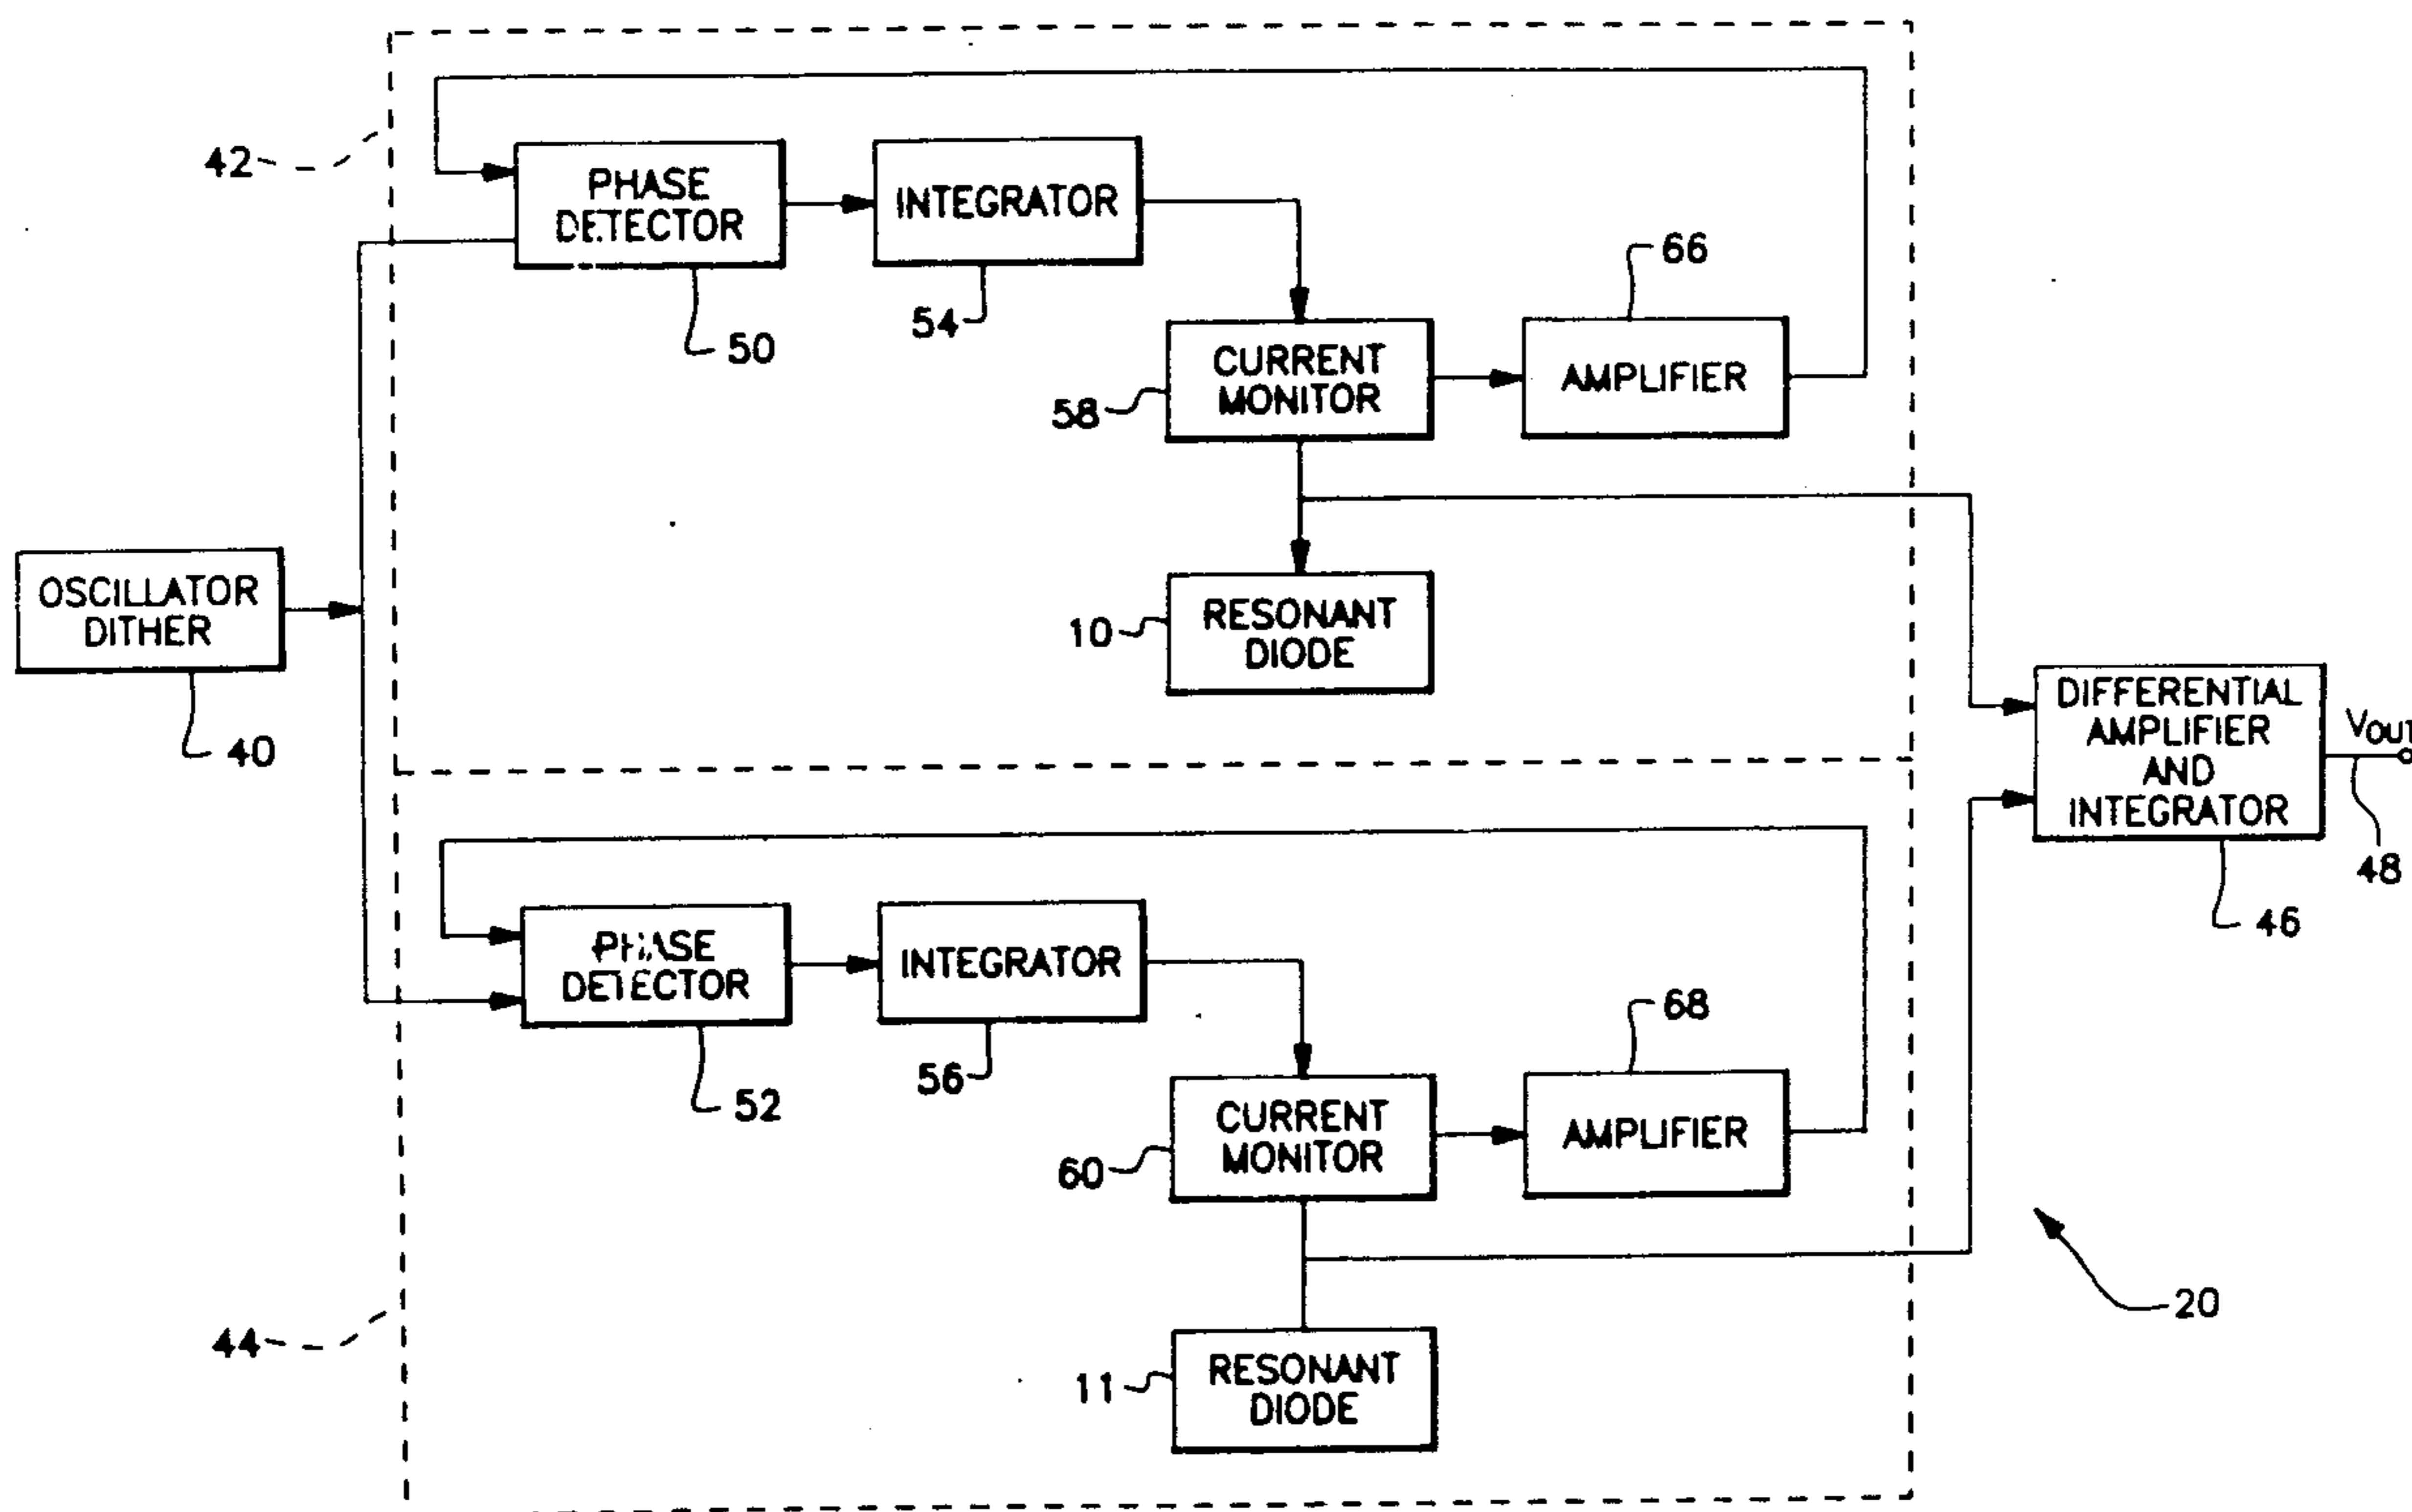 42
PHASE
DETECTOR
50
INTEGRATOR
54
CURRENT
MONITOR
58
AMPLIFIER
66
RESONANT
DIODE
10
OSCILLATOR
DITHER
40
DIFFERENTIAL
AMPLIFIER
AND
INTEGRATOR
46
VOUT
48
44
PHASE
DETECTOR
52
INTEGRATOR
56
CURRENT
MONITOR
60
AMPLIFIER
68
RESONANT
DIODE
11
20